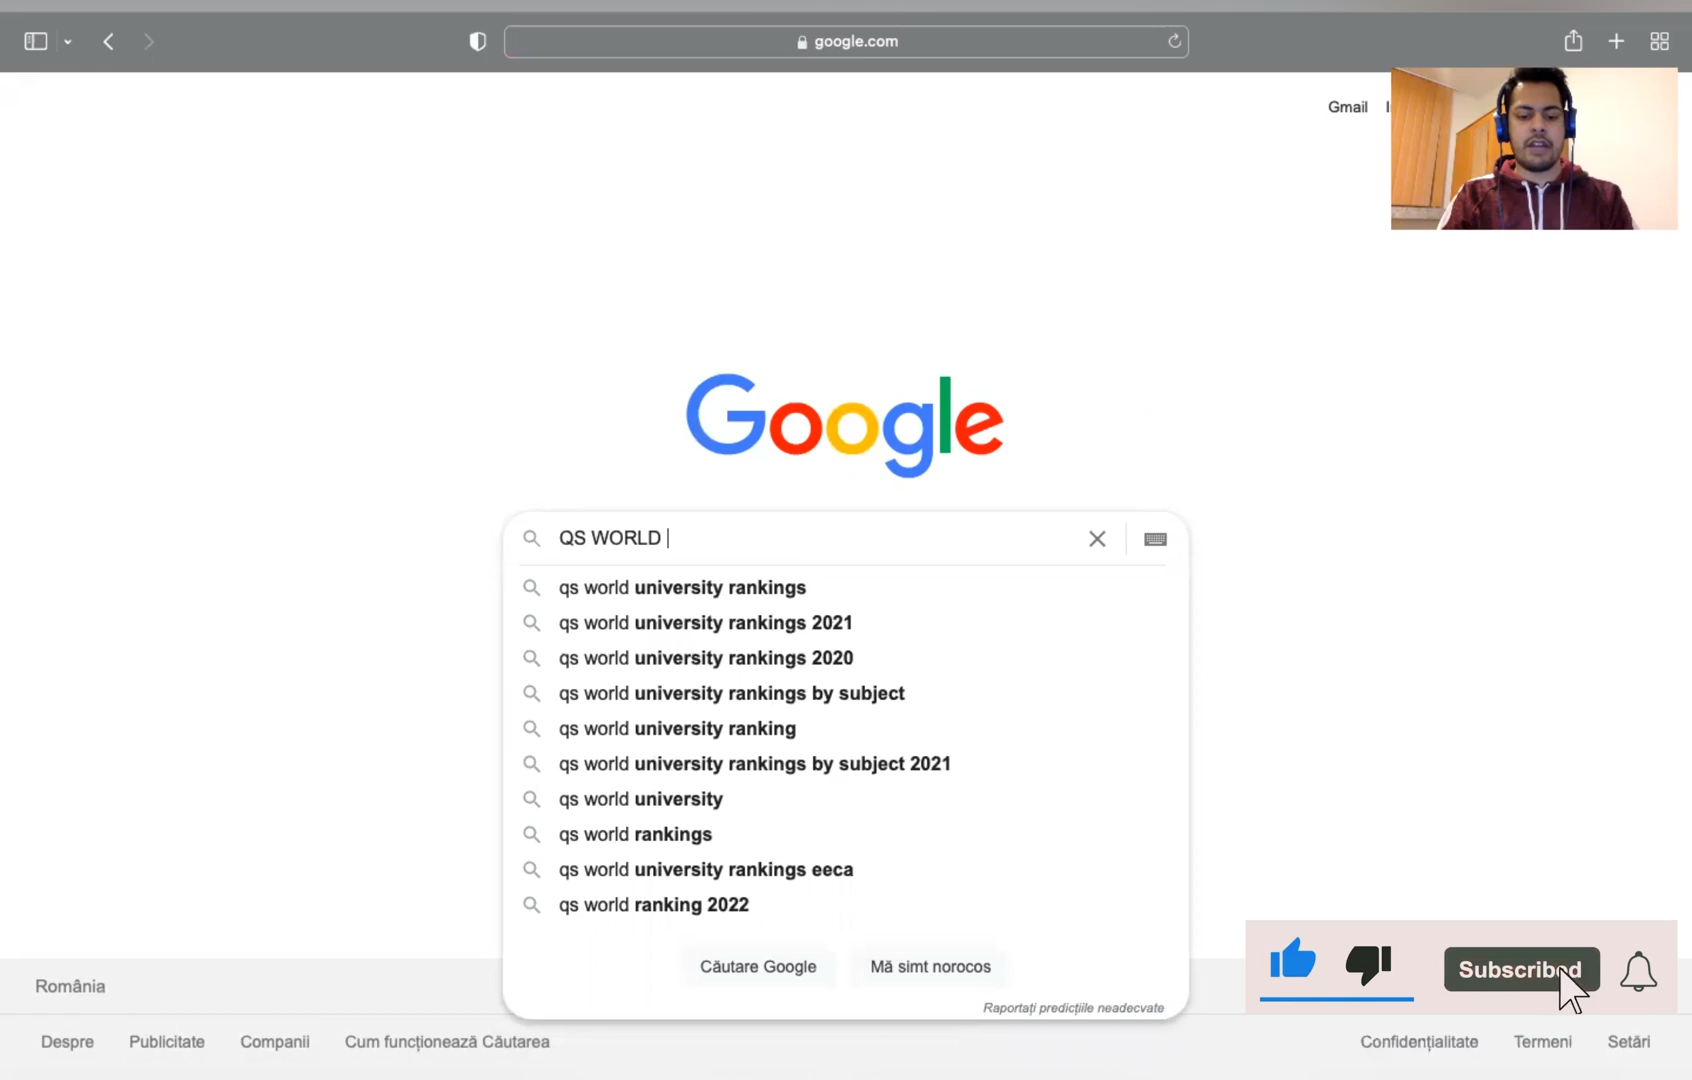 google.com
Gmail
Google
QS WORLD
qs world university rankings
qs world university rankings 2021
qs world university rankings 2020
qs world university rankings by subject
qs world university ranking
qs world university rankings by subject 2021
qs world university
qs world rankings
qs world university rankings eeca
qs world ranking 2022
Căutare Google Mă simt norocos
Raportați predicțiile neadecvate
Subscribed
România
Despre Publicitate Companii Cum funcționează Căutarea Confidențialitate Termeni Setări